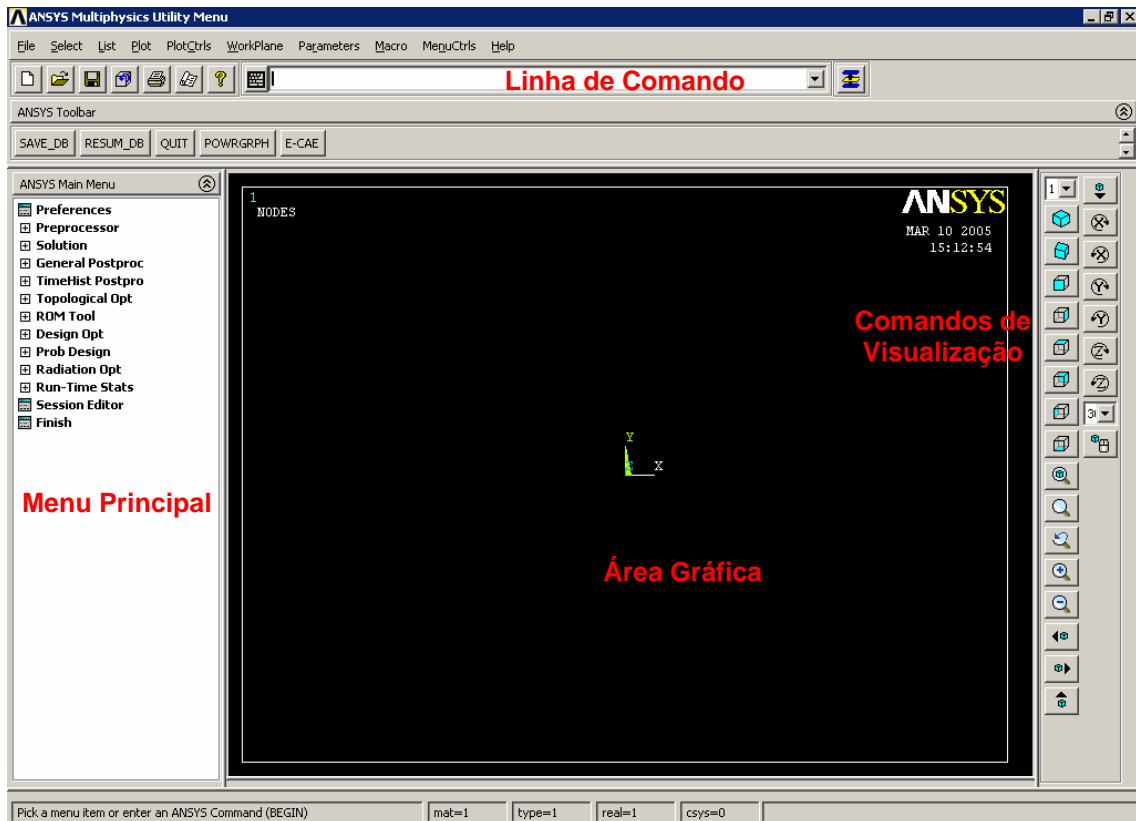 ANSYS Multiphysics Utility Menu
File Select List Plot PlotCtrls WorkPlane Parameters Macro MenuCtrls Help
Linha de Comando
ANSYS Toolbar
SAVE_DB RESUM_DB QUIT POWRGRPH E-CAE
ANSYS Main Menu
Preferences
Preprocessor
Solution
General Postproc
TimeHist Postpro
Topological Opt
ROM Tool
Design Opt
Prob Design
Radiation Opt
Run-Time Stats
Session Editor
Finish
Menu Principal
1
NODES
ANSYS
MAR 10 2005
15:12:54
Comandos de
Visualização
Y
Z X
Área Gráfica
1
X
X
Y
Y
Z
Z
Pick a menu item or enter an ANSYS Command (BEGIN) mat=1 type=1 real=1 csys=0